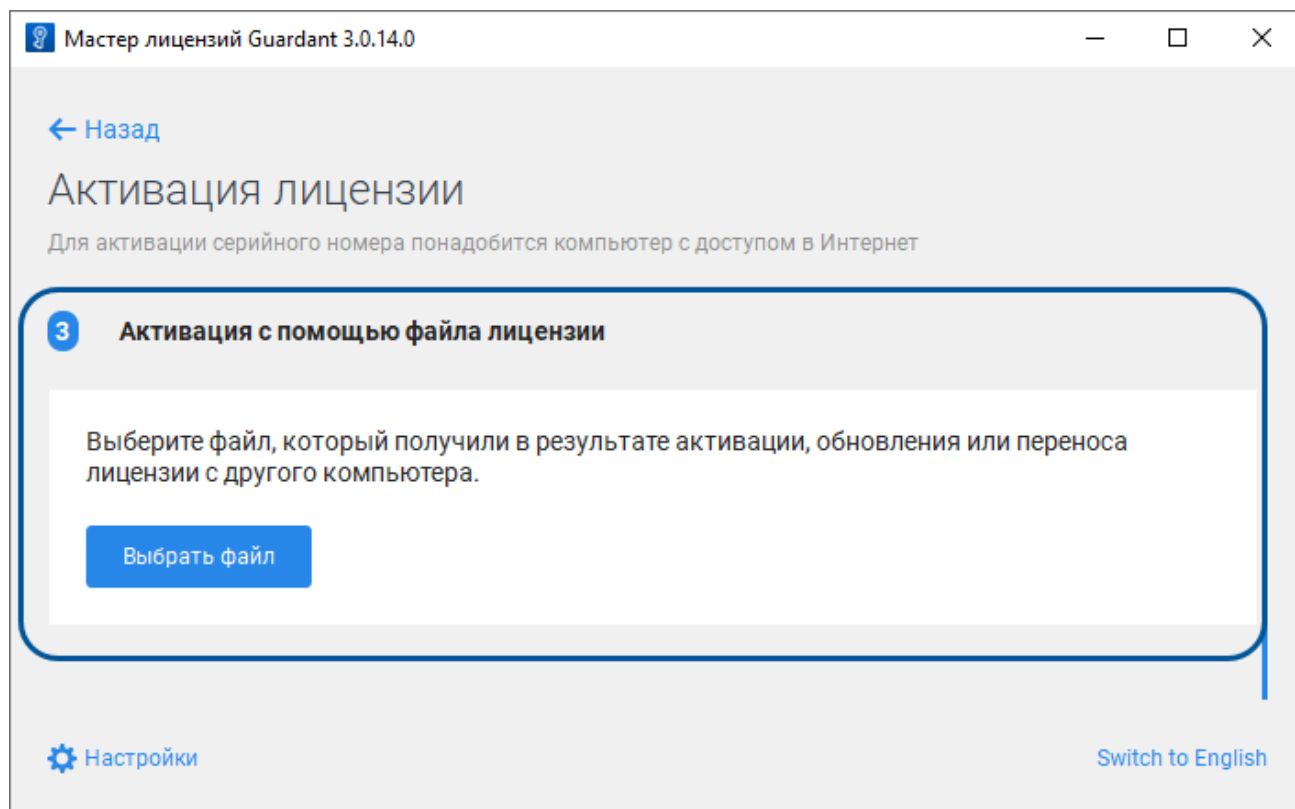 Мастер лицензий Guardant 3.0.14.0
Назад
Активация лицензии
Для активации серийного номера понадобится компьютер с доступом в Интернет
3 Активация с помощью файла лицензии
Выберите файл, который получили в результате активации, обновления или переноса
лицензии с другого компьютера.
Выбрать файл
Настройки Switch to English